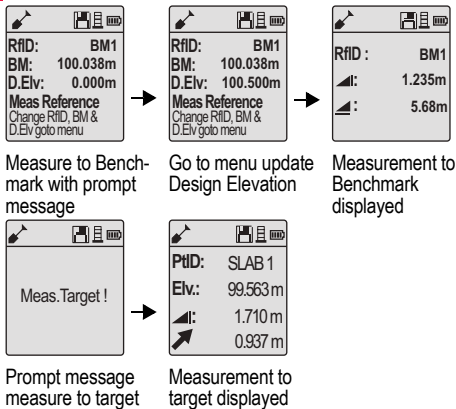 RfID: BM1
BM: 100.038m
D.Elv: 0.000m
Meas Reference
Change RfID, BM &
D.Elv goto menu
Measure to Bench-
mark with prompt
message
RfID: BM1
BM: 100.038m
D.Elv: 100.500m
Meas Reference
Change RfID, BM &
D.Elv goto menu
Go to menu update
Design Elevation
RfID : BM1
: 1.235m
: 5.68m
Measurement to
Benchmark
displayed
Meas.Target !
Prompt message
measure to target
PtID: SLAB 1
Elv.: 99.563 m
: 1.710 m
0.937 m
Measurement to
target displayed